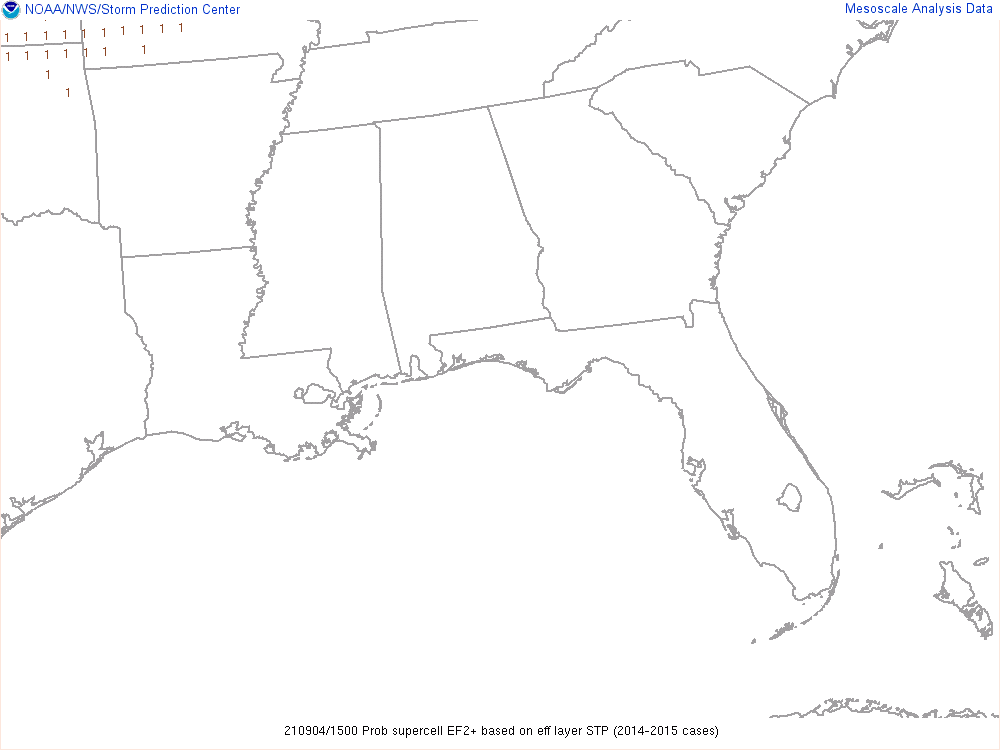 NOAA/NWS/Storm Prediction Center Mesoscale Analysis Data
1 1 1 1 1 1 1 1 1 1
1 1 1 1 1 1 1
1
1
210904/1500 Prob supercell EF2+ based on eff layer STP (2014-2015 cases)